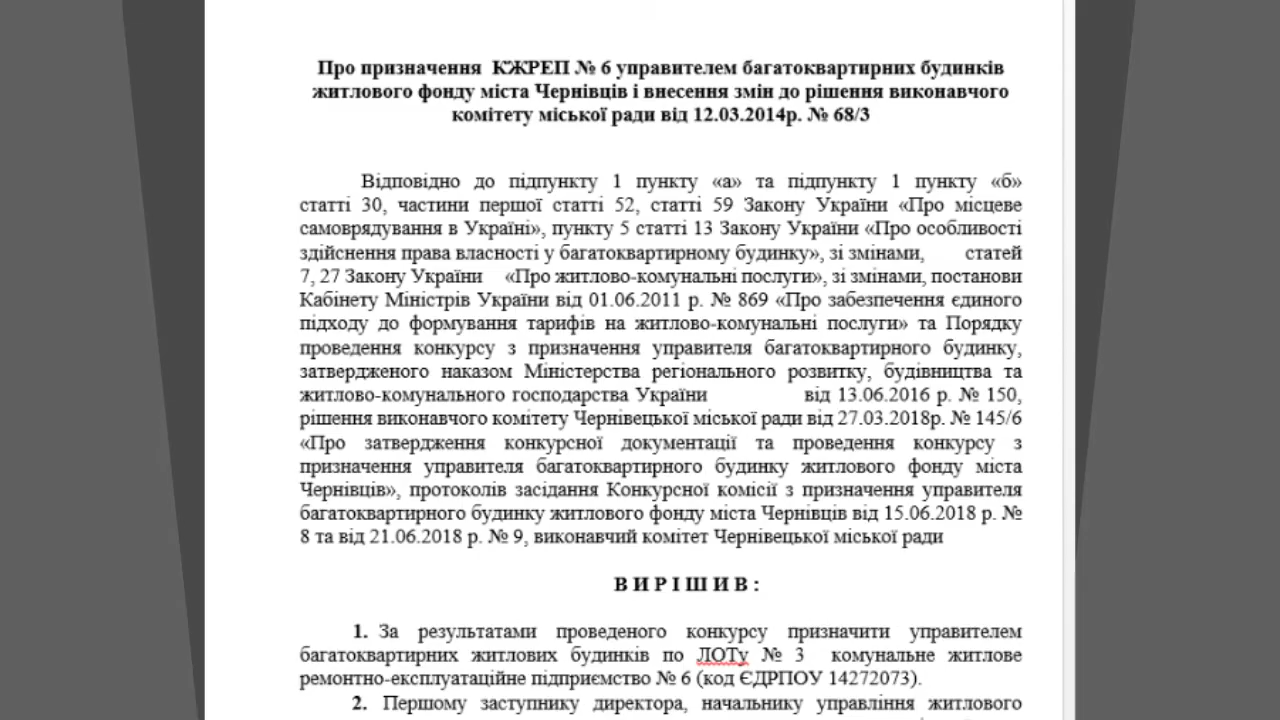 Про призначення КЖРЕП № 6 управителем багатоквартирних будинків
житлового фонду міста Чернівців і внесення змін до рішення виконавчого
комітету міської ради від 12.03.2014р. № 68/3
Відповідно до підпункту 1 пункту «а» та підпункту 1 пункту «б»
статті 30, частини першої статті 52, статті 59 Закону України «Про місцеве
самоврядування в Україні», пункту 5 статті 13 Закону України «Про особливості
здійснення права власності у багатоквартирному будинку», зі змінами, статей
7, 27 Закону України «Про житлово-комунальні послуги», зі змінами, постанови
Кабінету Міністрів України від 01.06.2011 р. № 869 «Про забезпечення єдиного
підходу до формування тарифів на житлово-комунальні послуги» та Порядку
проведення конкурсу з призначення управителя багатоквартирного будинку,
затвердженого наказом Міністерства регіонального розвитку, будівництва та
житлово-комунального господарства України від 13.06.2016 р. № 150,
рішення виконавчого комітету Чернівецької міської ради від 27.03.2018р. № 145/6
«Про затвердження конкурсної документації та проведення конкурсу з
призначення управителя багатоквартирного будинку житлового фонду міста
Чернівців», протоколів засідання Конкурсної комісії з призначення управителя
багатоквартирного будинку житлового фонду міста Чернівців від 15.06.2018 р. №
8 та від 21.06.2018 р. № 9, виконавчий комітет Чернівецької міської ради
В И Р І Ш И В :
1. За результатами проведеного конкурсу призначити управителем
багатоквартирних житлових будинків по ЛОТу № 3 комунальне житлове
ремонтно-експлуатаційне підприємство № 6 (код ЄДРПОУ 14272073).
2. Першому заступнику директора, начальнику управління житлового